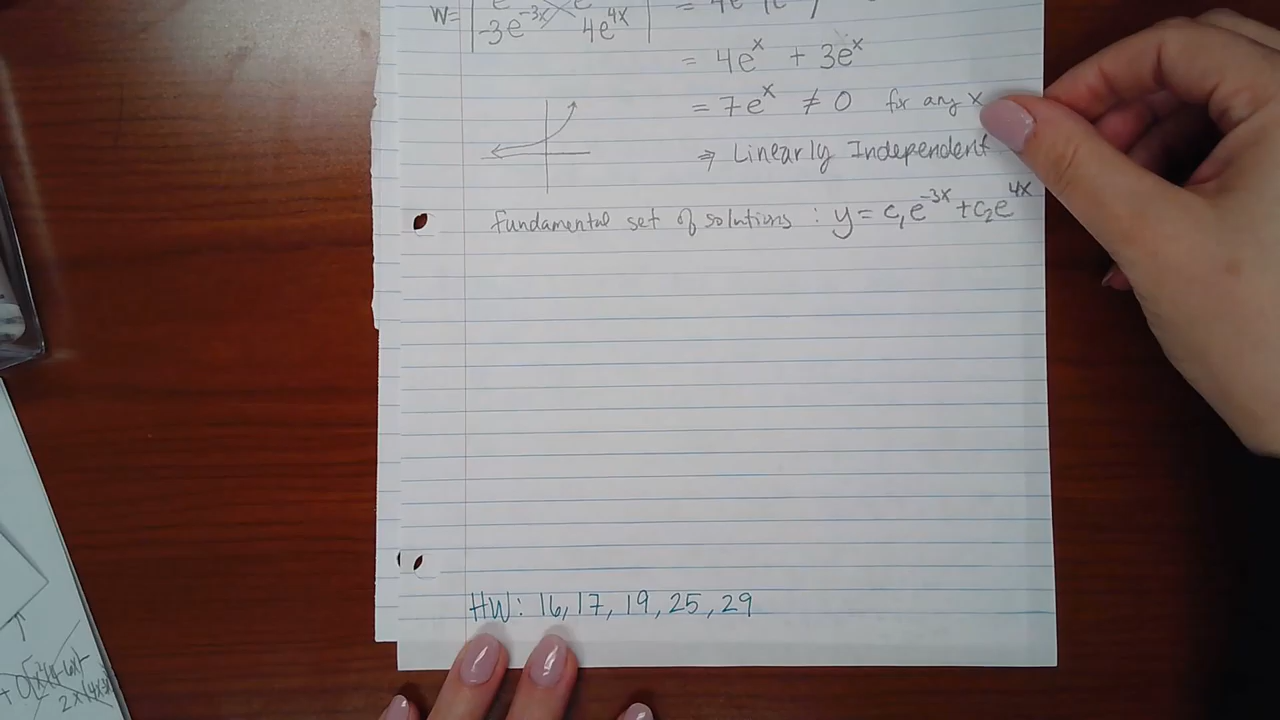 W= | -3e^{-3x} 4e^{4x} |
= 4e^x + 3e^x
= 7e^x ≠ 0 for any x
⇒ Linearly Independent
fundamental set of solutions : y = c₁e^{-3x} + c₂e^{4x}
HW: 16, 17, 19, 25, 29